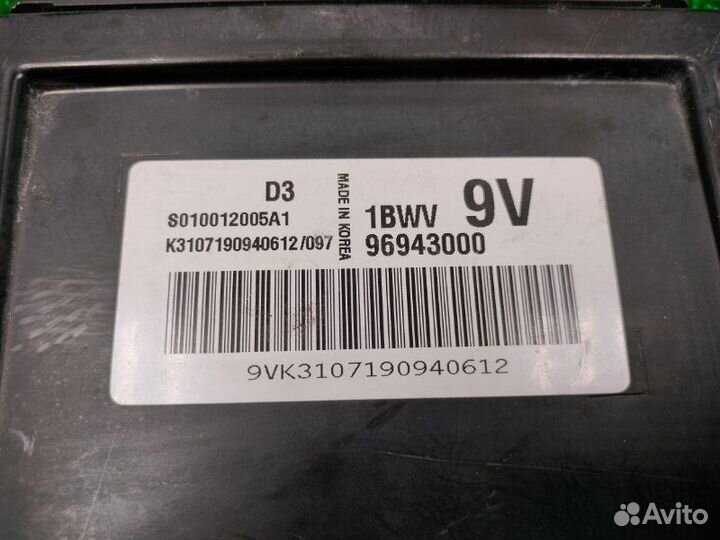 D3
S010012005A1
K3107190940612/097
MADE IN KOREA
1BWV 9V
96943000
9VK3107190940612
Avito